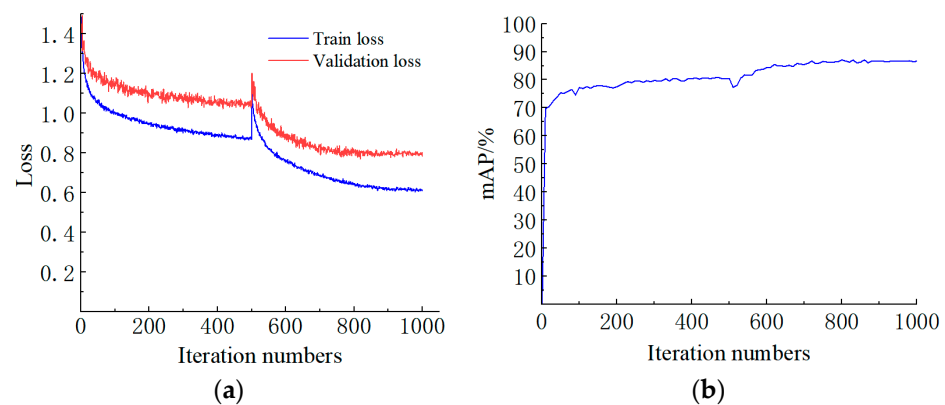 1.4
1.2
1.0
0.8
0.6
0.4
0.2
Loss
Train loss
Validation loss
0 200 400 600 800 1000
Iteration numbers
(a)
100
90
80
70
60
50
40
30
20
10
mAP/%
0 200 400 600 800 1000
Iteration numbers
(b)